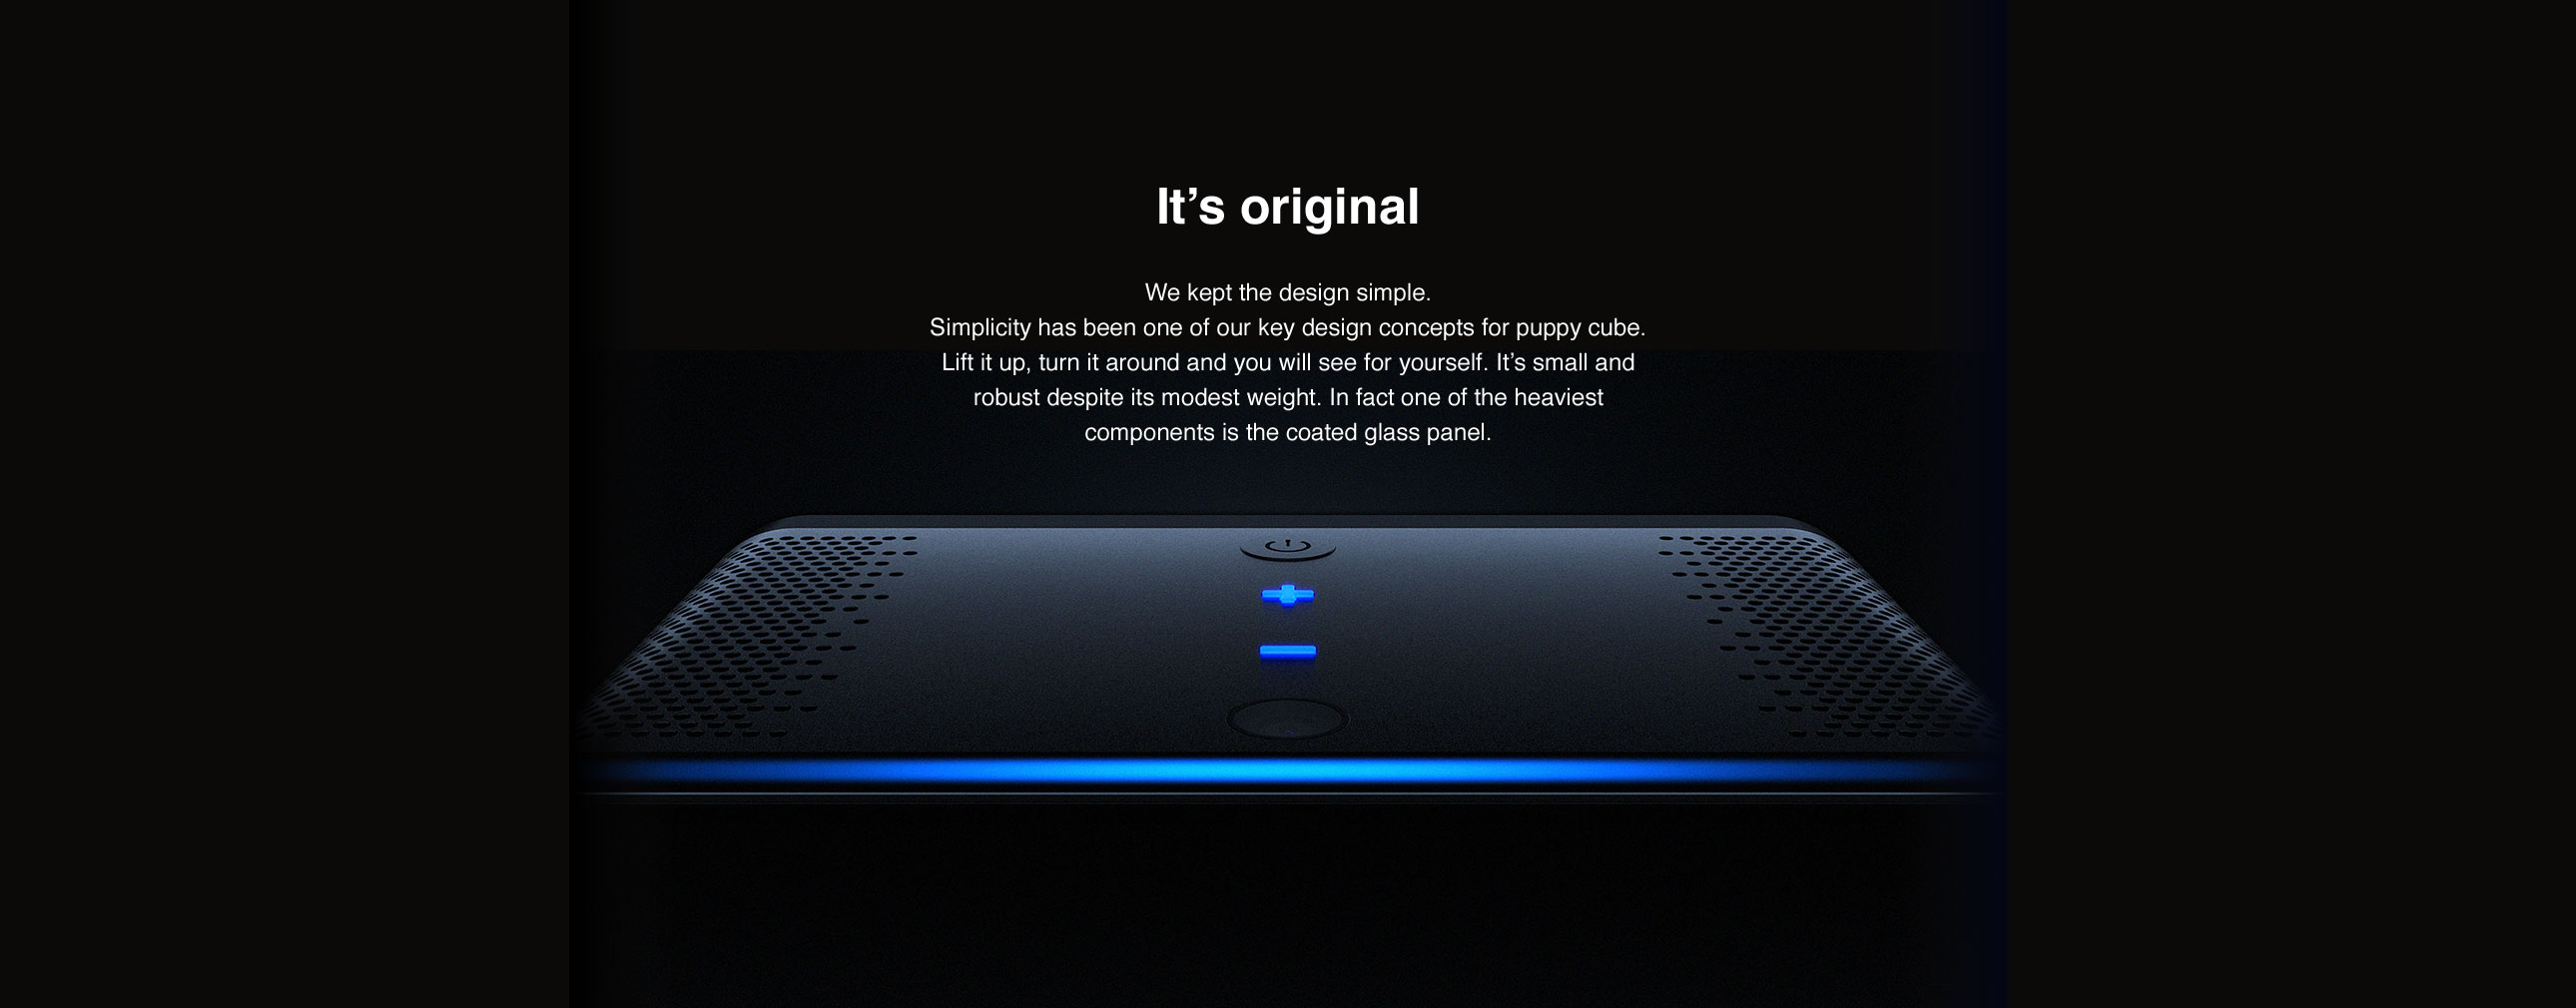 It’s original
We kept the design simple.
Simplicity has been one of our key design concepts for puppy cube.
Lift it up, turn it around and you will see for yourself. It’s small and
robust despite its modest weight. In fact one of the heaviest
components is the coated glass panel.